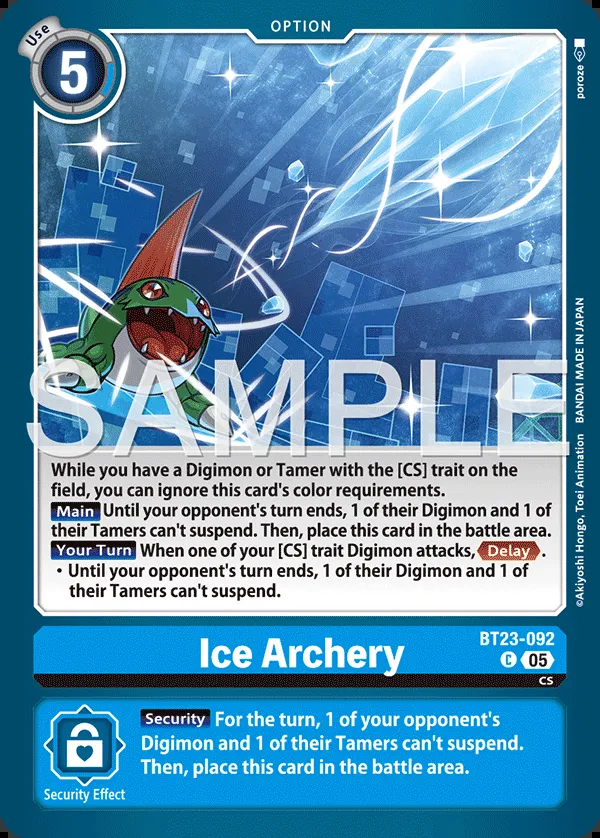 OPTION
Use
5
poroze
SAMPLE
While you have a Digimon or Tamer with the [CS] trait on the
field, you can ignore this card's color requirements.
Main Until your opponent's turn ends, 1 of their Digimon and 1 of
their Tamers can't suspend. Then, place this card in the battle area.
Your Turn When one of your [CS] trait Digimon attacks, Delay.
・Until your opponent's turn ends, 1 of their Digimon and 1 of
their Tamers can't suspend.
©Akiyoshi Hongo, Toei Animation BANDAI MADE IN JAPAN
Ice Archery
BT23-092
C 05
CS
Security For the turn, 1 of your opponent's
Digimon and 1 of their Tamers can't suspend.
Then, place this card in the battle area.
Security Effect